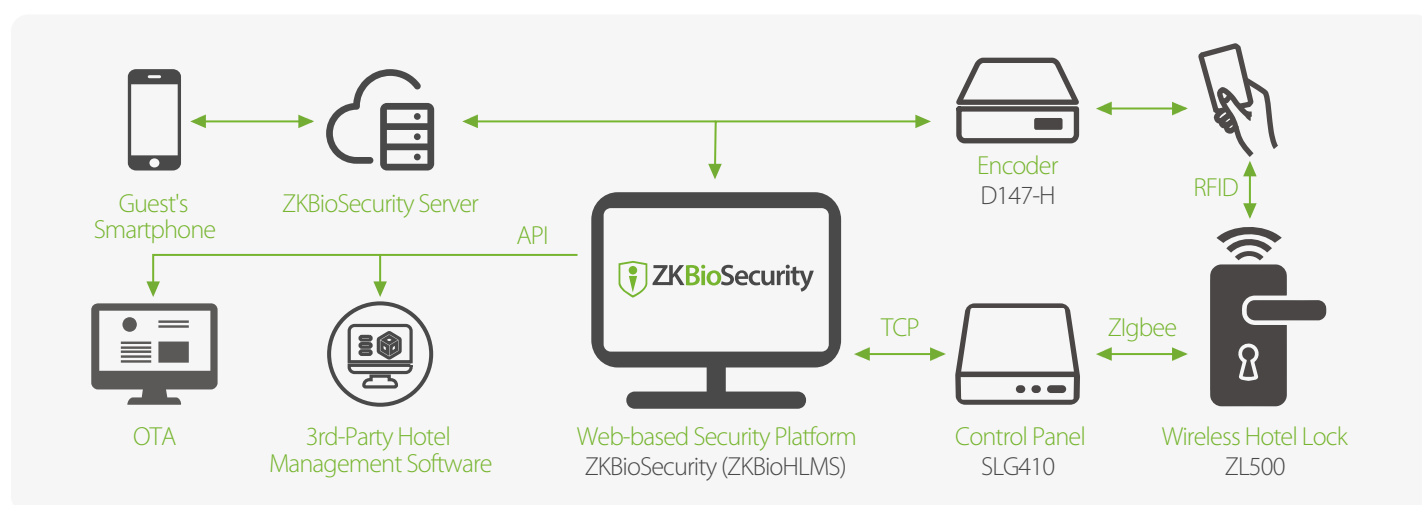 Guest's
Smartphone
ZKBioSecurity Server
Encoder
D147-H
RFID
API
ZKBioSecurity
TCP
ZIgbee
OTA
3rd-Party Hotel
Management Software
Web-based Security Platform
ZKBioSecurity (ZKBioHLMS)
Control Panel
SLG410
Wireless Hotel Lock
ZL500